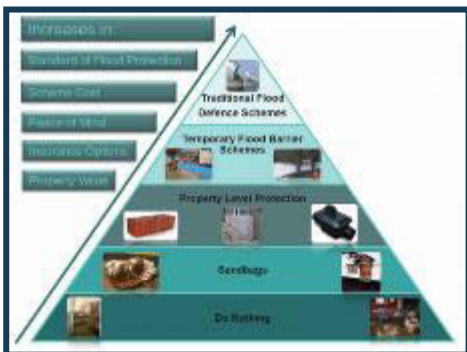 Increases in:
Standard of Flood Protection
Scheme Cost
Peace of Mind
Insurance Options
Property Value
Traditional Flood
Defence Schemes
Temporary Flood Barrier
Schemes
Property Level Protection
Sandbags
Do Nothing